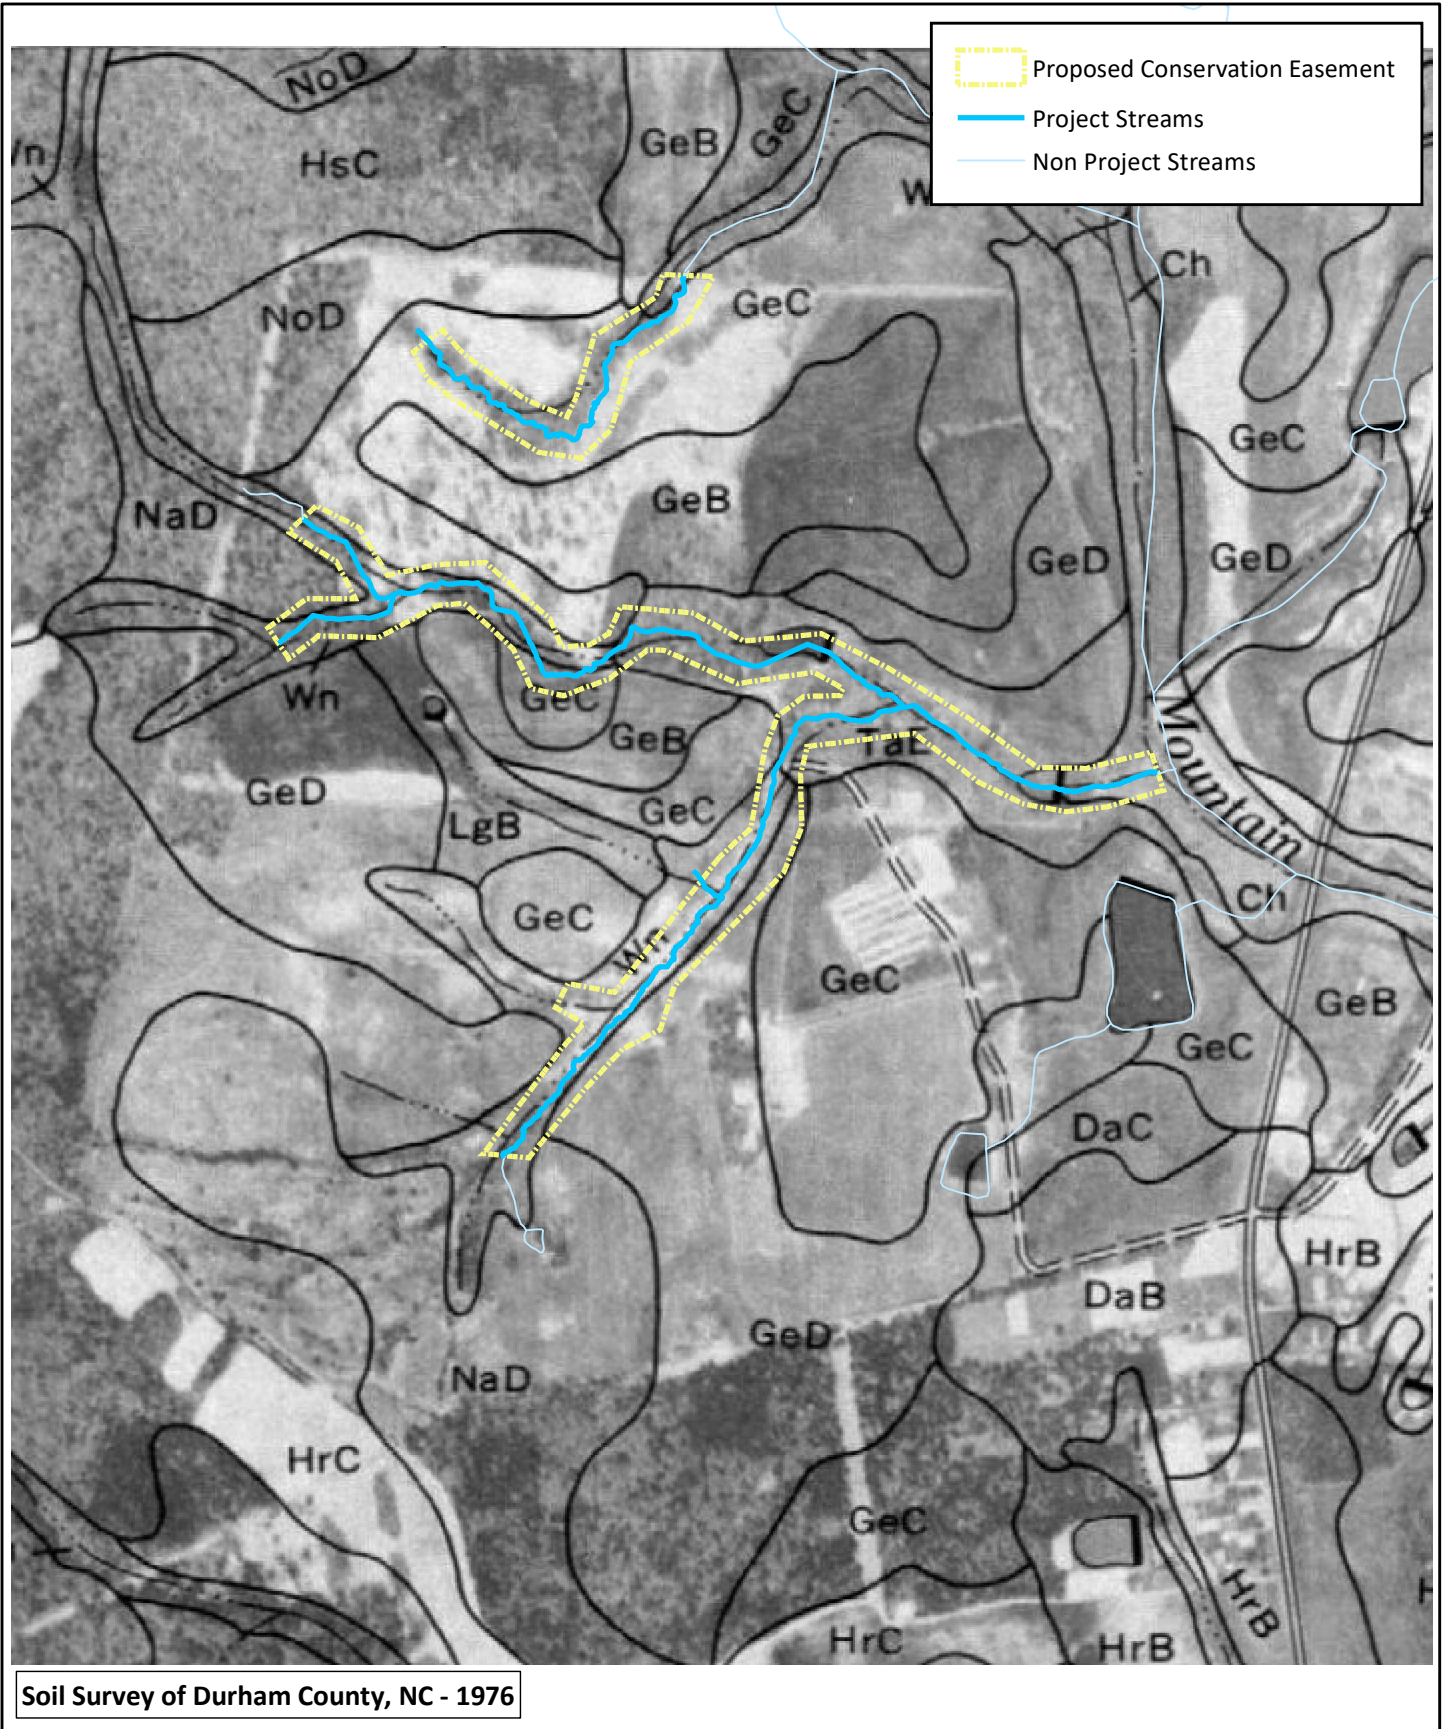 Proposed Conservation Easement
Project Streams
Non Project Streams
NoD
GeB
GeC
HsC
Ch
NoD
GeC
GeC
NaD
GeB
GeD
GeD
Wn
GeC
GeB
GeD
GeC
LgB
Mountain
Ch
GeC
Wn
GeC
GeB
GeC
DaC
HrB
DaB
GeD
NaD
HrC
GeC
HrB
HrC
HrB
Soil Survey of Durham County, NC - 1976